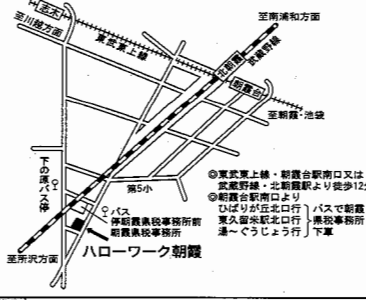 至南浦和方面
志木
至川越方面
東武東上線
北朝霞
武蔵野線
朝霞台
至朝霞・池袋
下の原バス停
第5小
バス
停朝霞県税事務所前
朝霞県税事務所
ハローワーク朝霞
至所沢方面
◎東武東上線・朝霞台駅南口又は
武蔵野線・北朝霞駅より徒歩12
◎朝霞台駅南口より
ひばりが丘北口行
東久留米駅北口行
湯〜ぐうじょう行
バスで朝霞
県税事務所
下車